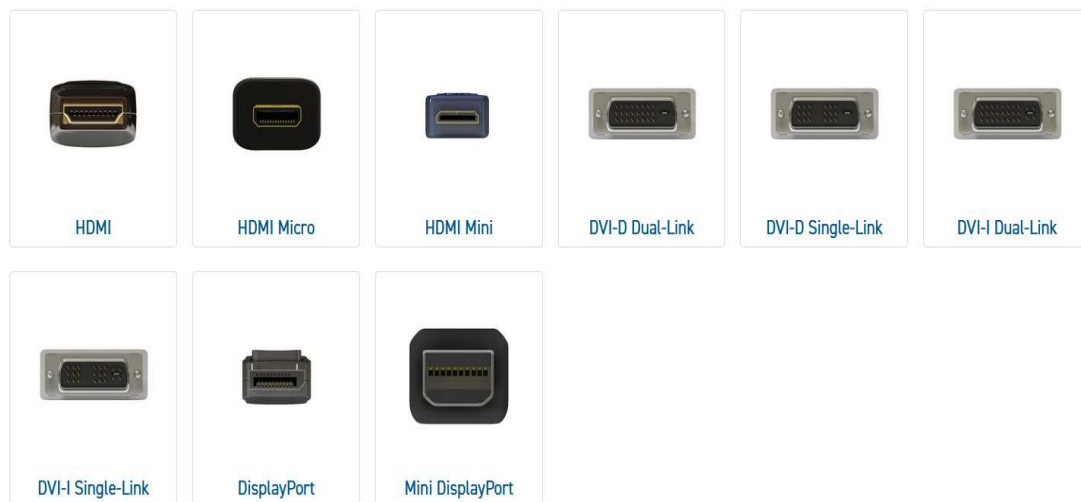 HDMI
HDMI Micro
HDMI Mini
DVI-D Dual-Link
DVI-D Single-Link
DVI-I Dual-Link
DVI-I Single-Link
DisplayPort
Mini DisplayPort